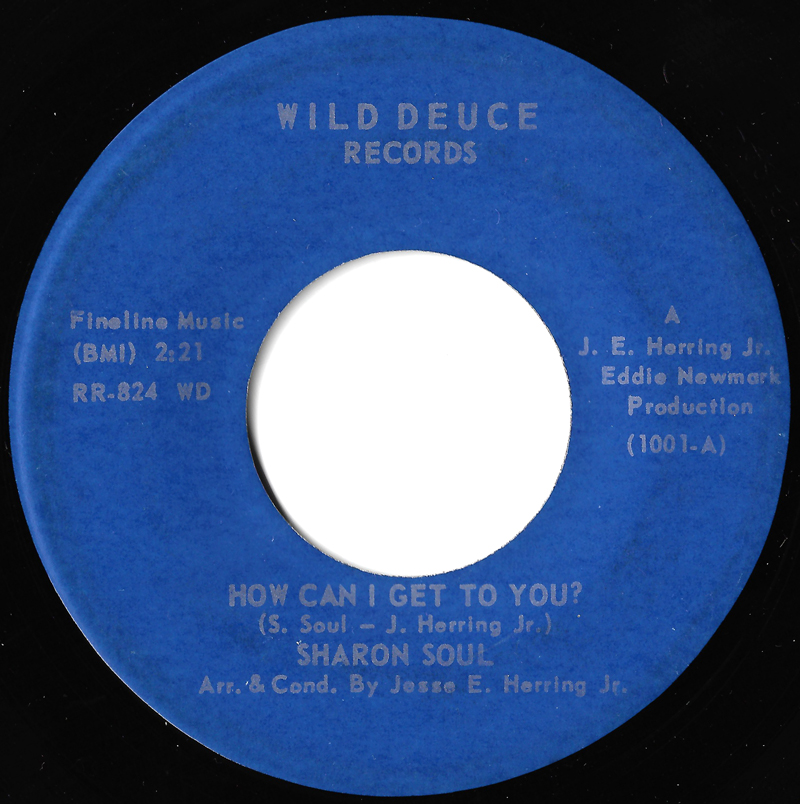 WILD DEUCE
RECORDS
Fineline Music
(BMI) 2:21
RR-824 WD
A
J. E. Herring Jr.
Eddie Newmark
Production
(1001-A)
HOW CAN I GET TO YOU?
(S. Soul – J. Herring Jr.)
SHARON SOUL
Arr. & Cond. By Jesse E. Herring Jr.